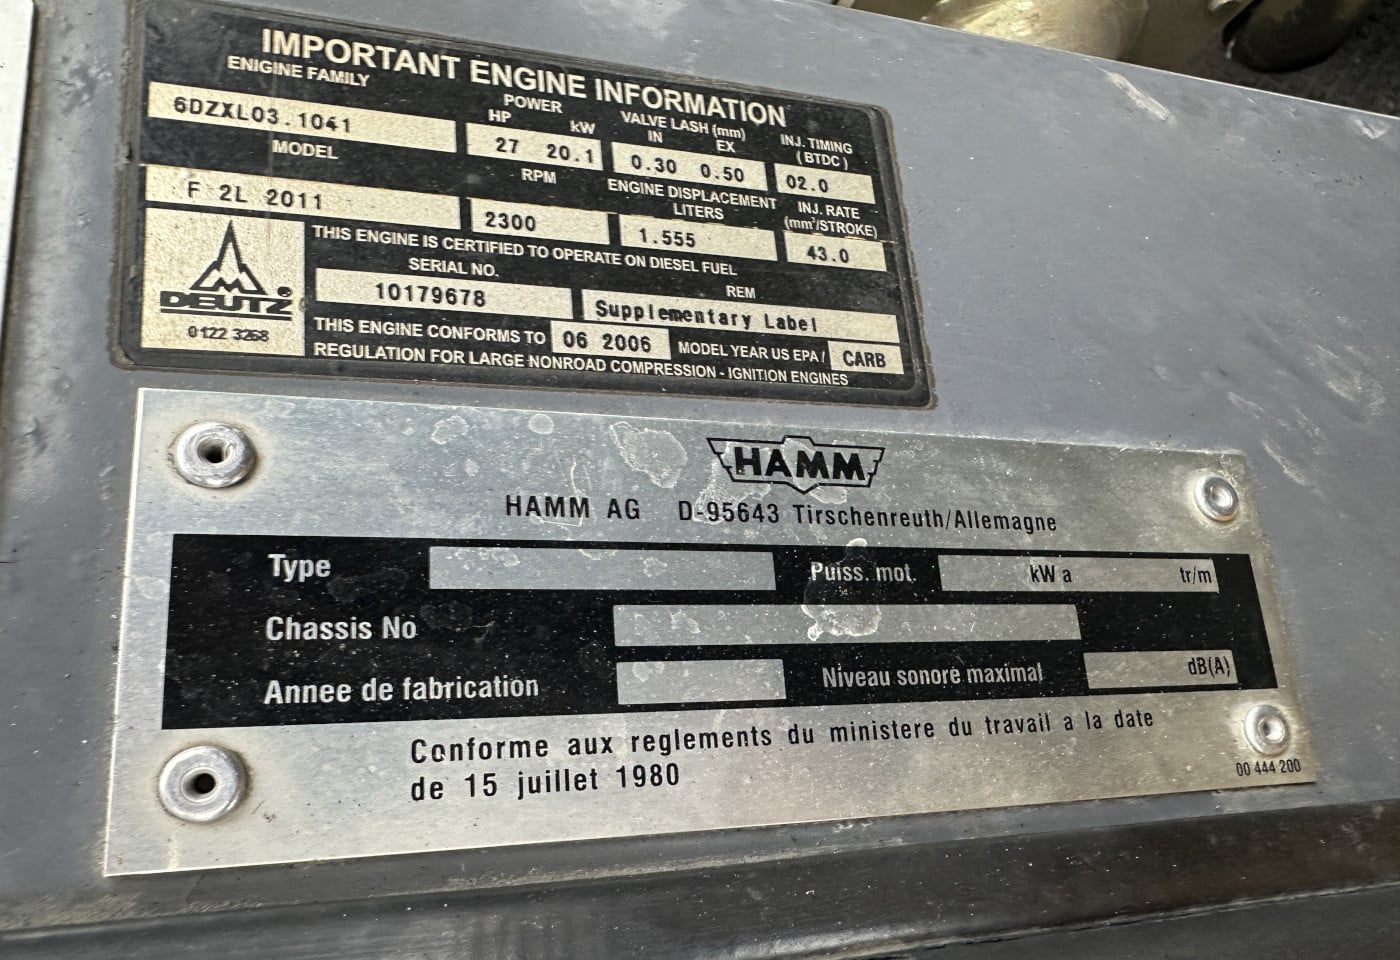 IMPORTANT ENGINE INFORMATION
ENIGINE FAMILY POWER VALVE LASH (mm) INJ. TIMING
HP kW IN EX (BTDC)
6DZXL03.1041 27 20.1 0.30 0.50 02.0
MODEL RPM ENGINE DISPLACEMENT INJ. RATE
LITERS (mm³/STROKE)
F 2L 2011 2300 1.555 43.0
THIS ENGINE IS CERTIFIED TO OPERATE ON DIESEL FUEL
SERIAL NO. REM
10179678 Supplementary Label
DEUTZ
0122 3268
THIS ENGINE CONFORMS TO 06 2006 MODEL YEAR US EPA/ CARB
REGULATION FOR LARGE NONROAD COMPRESSION - IGNITION ENGINES
HAMM
HAMM AG D-95643 Tirschenreuth/Allemagne
Type Puiss. mot. kW a tr/m
Chassis No
Annee de fabrication Niveau sonore maximal dB(A)
Conforme aux reglements du ministere du travail a la date
de 15 juillet 1980
00 444 200